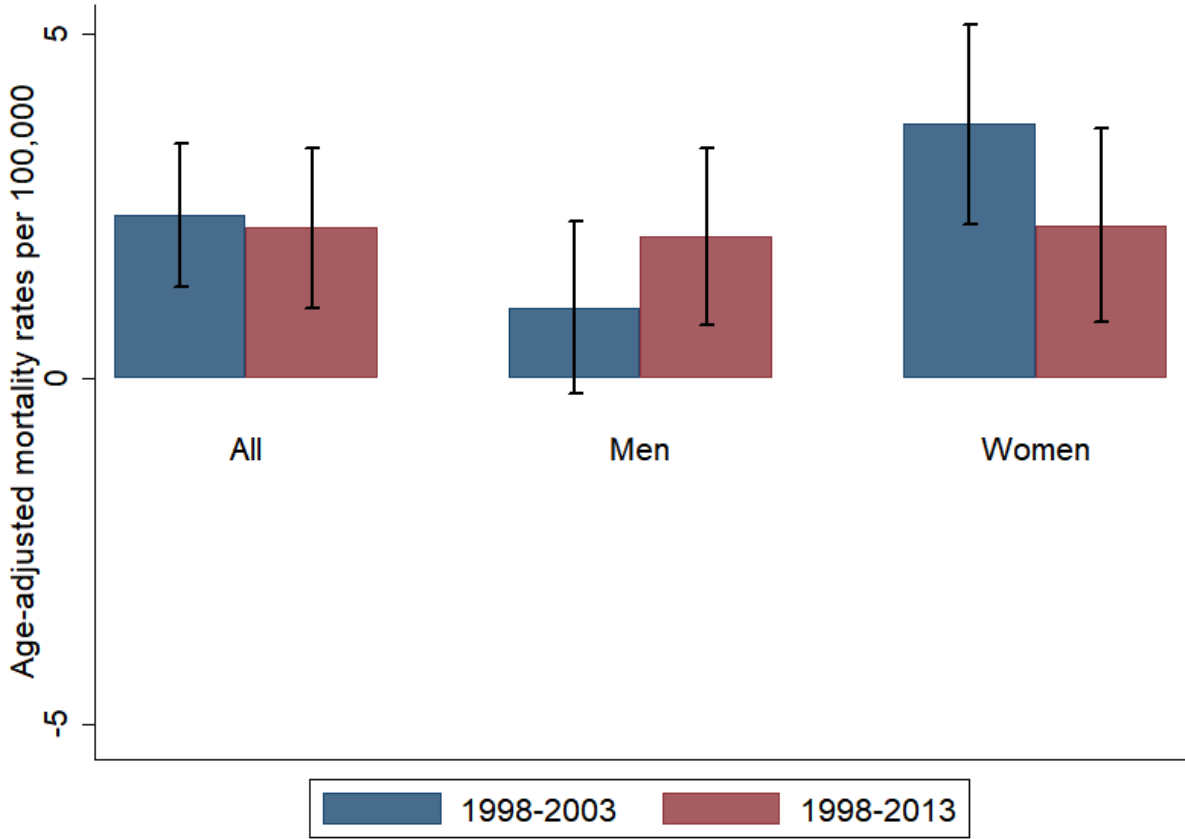 Age-adjusted mortality rates per 100,000
5
0
-5
All
Men
Women
1998-2003
1998-2013